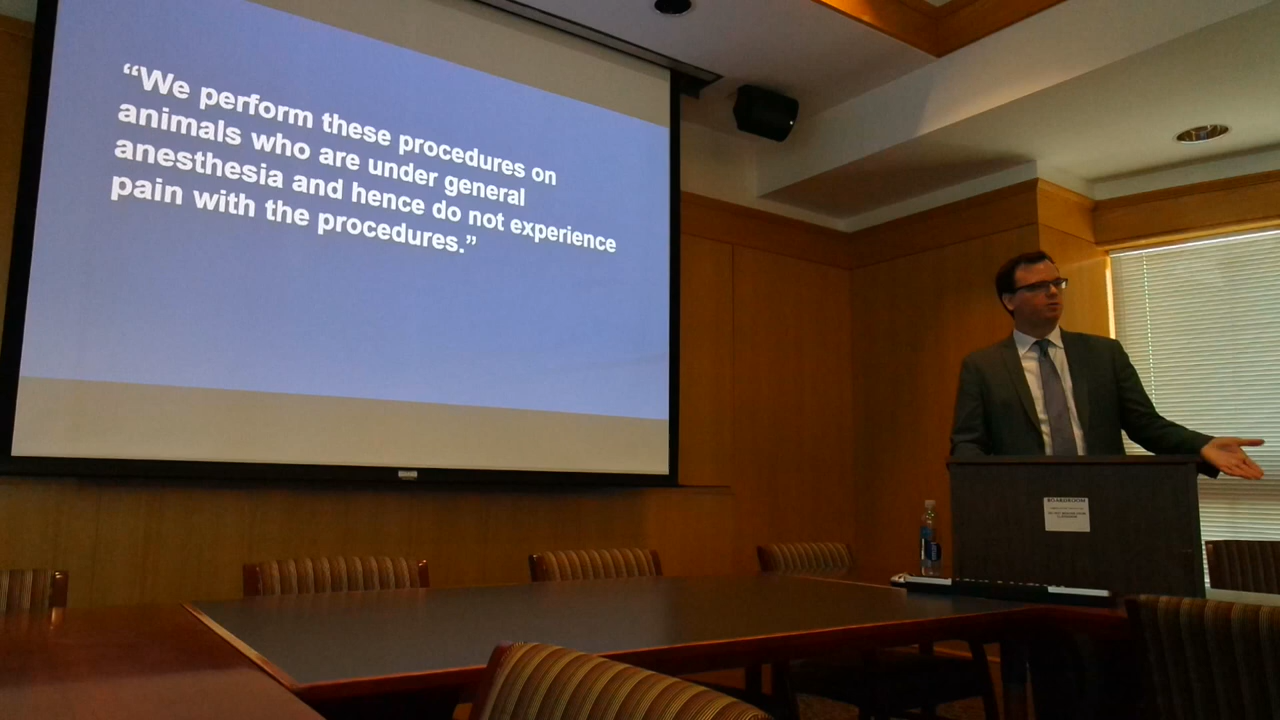 “We perform these procedures on
animals who are under general
anesthesia and hence do not experience
pain with the procedures.”
BOARDROOM